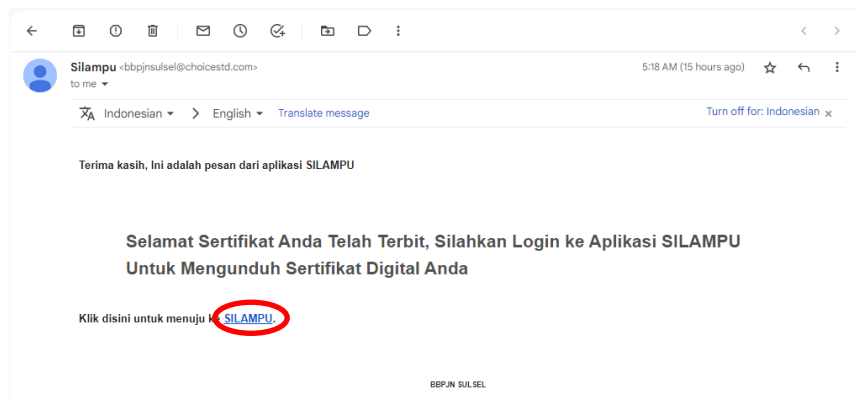 Silampu <bbpjnsulsel@choicestd.com>
5:18 AM (15 hours ago)
to me
Indonesian > English Translate message
Turn off for: Indonesian x
Terima kasih, Ini adalah pesan dari aplikasi SILAMPU
Selamat Sertifikat Anda Telah Terbit, Silahkan Login ke Aplikasi SILAMPU
Untuk Mengunduh Sertifikat Digital Anda
Klik disini untuk menuju ke SILAMPU.
BBPJN SULSEL